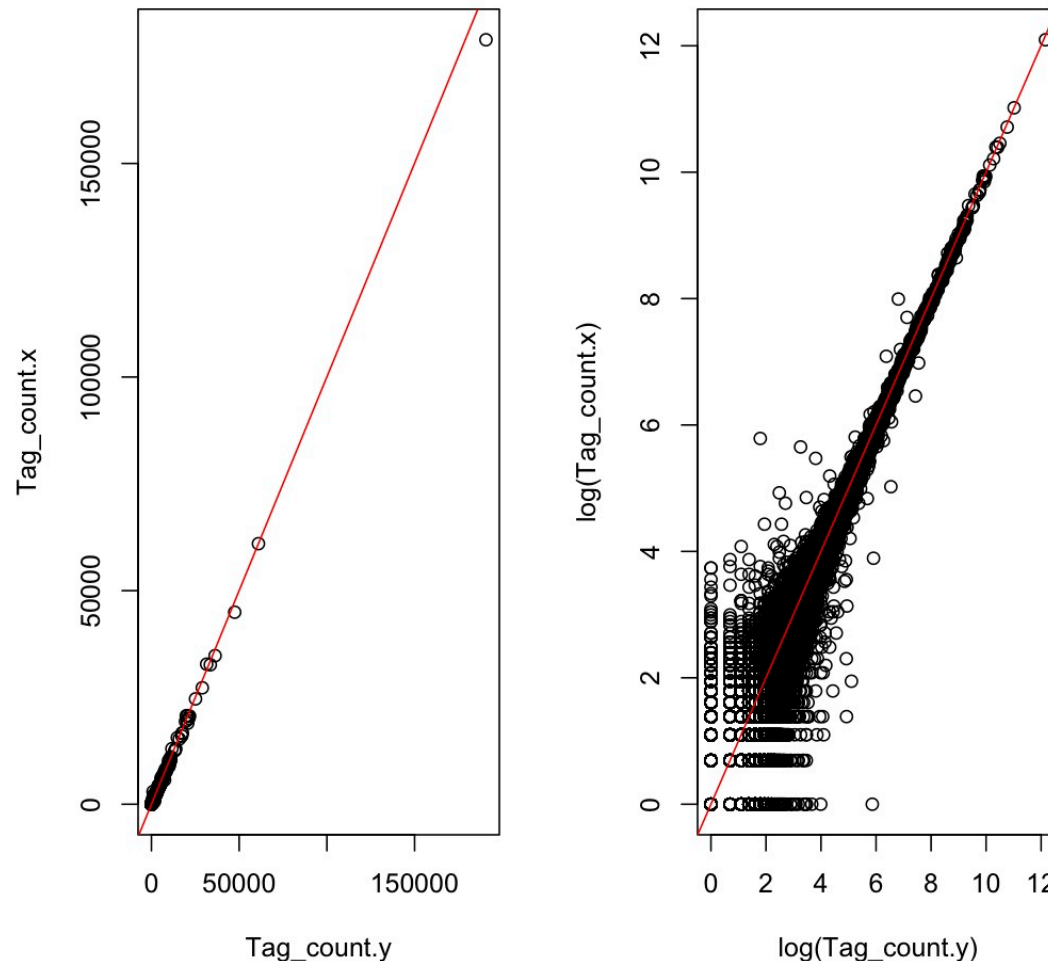 Tag_count.x
150000
100000
50000
0
0 50000 150000
Tag_count.y
log(Tag_count.x)
12
10
8
6
4
2
0
0 2 4 6 8 10 12
log(Tag_count.y)